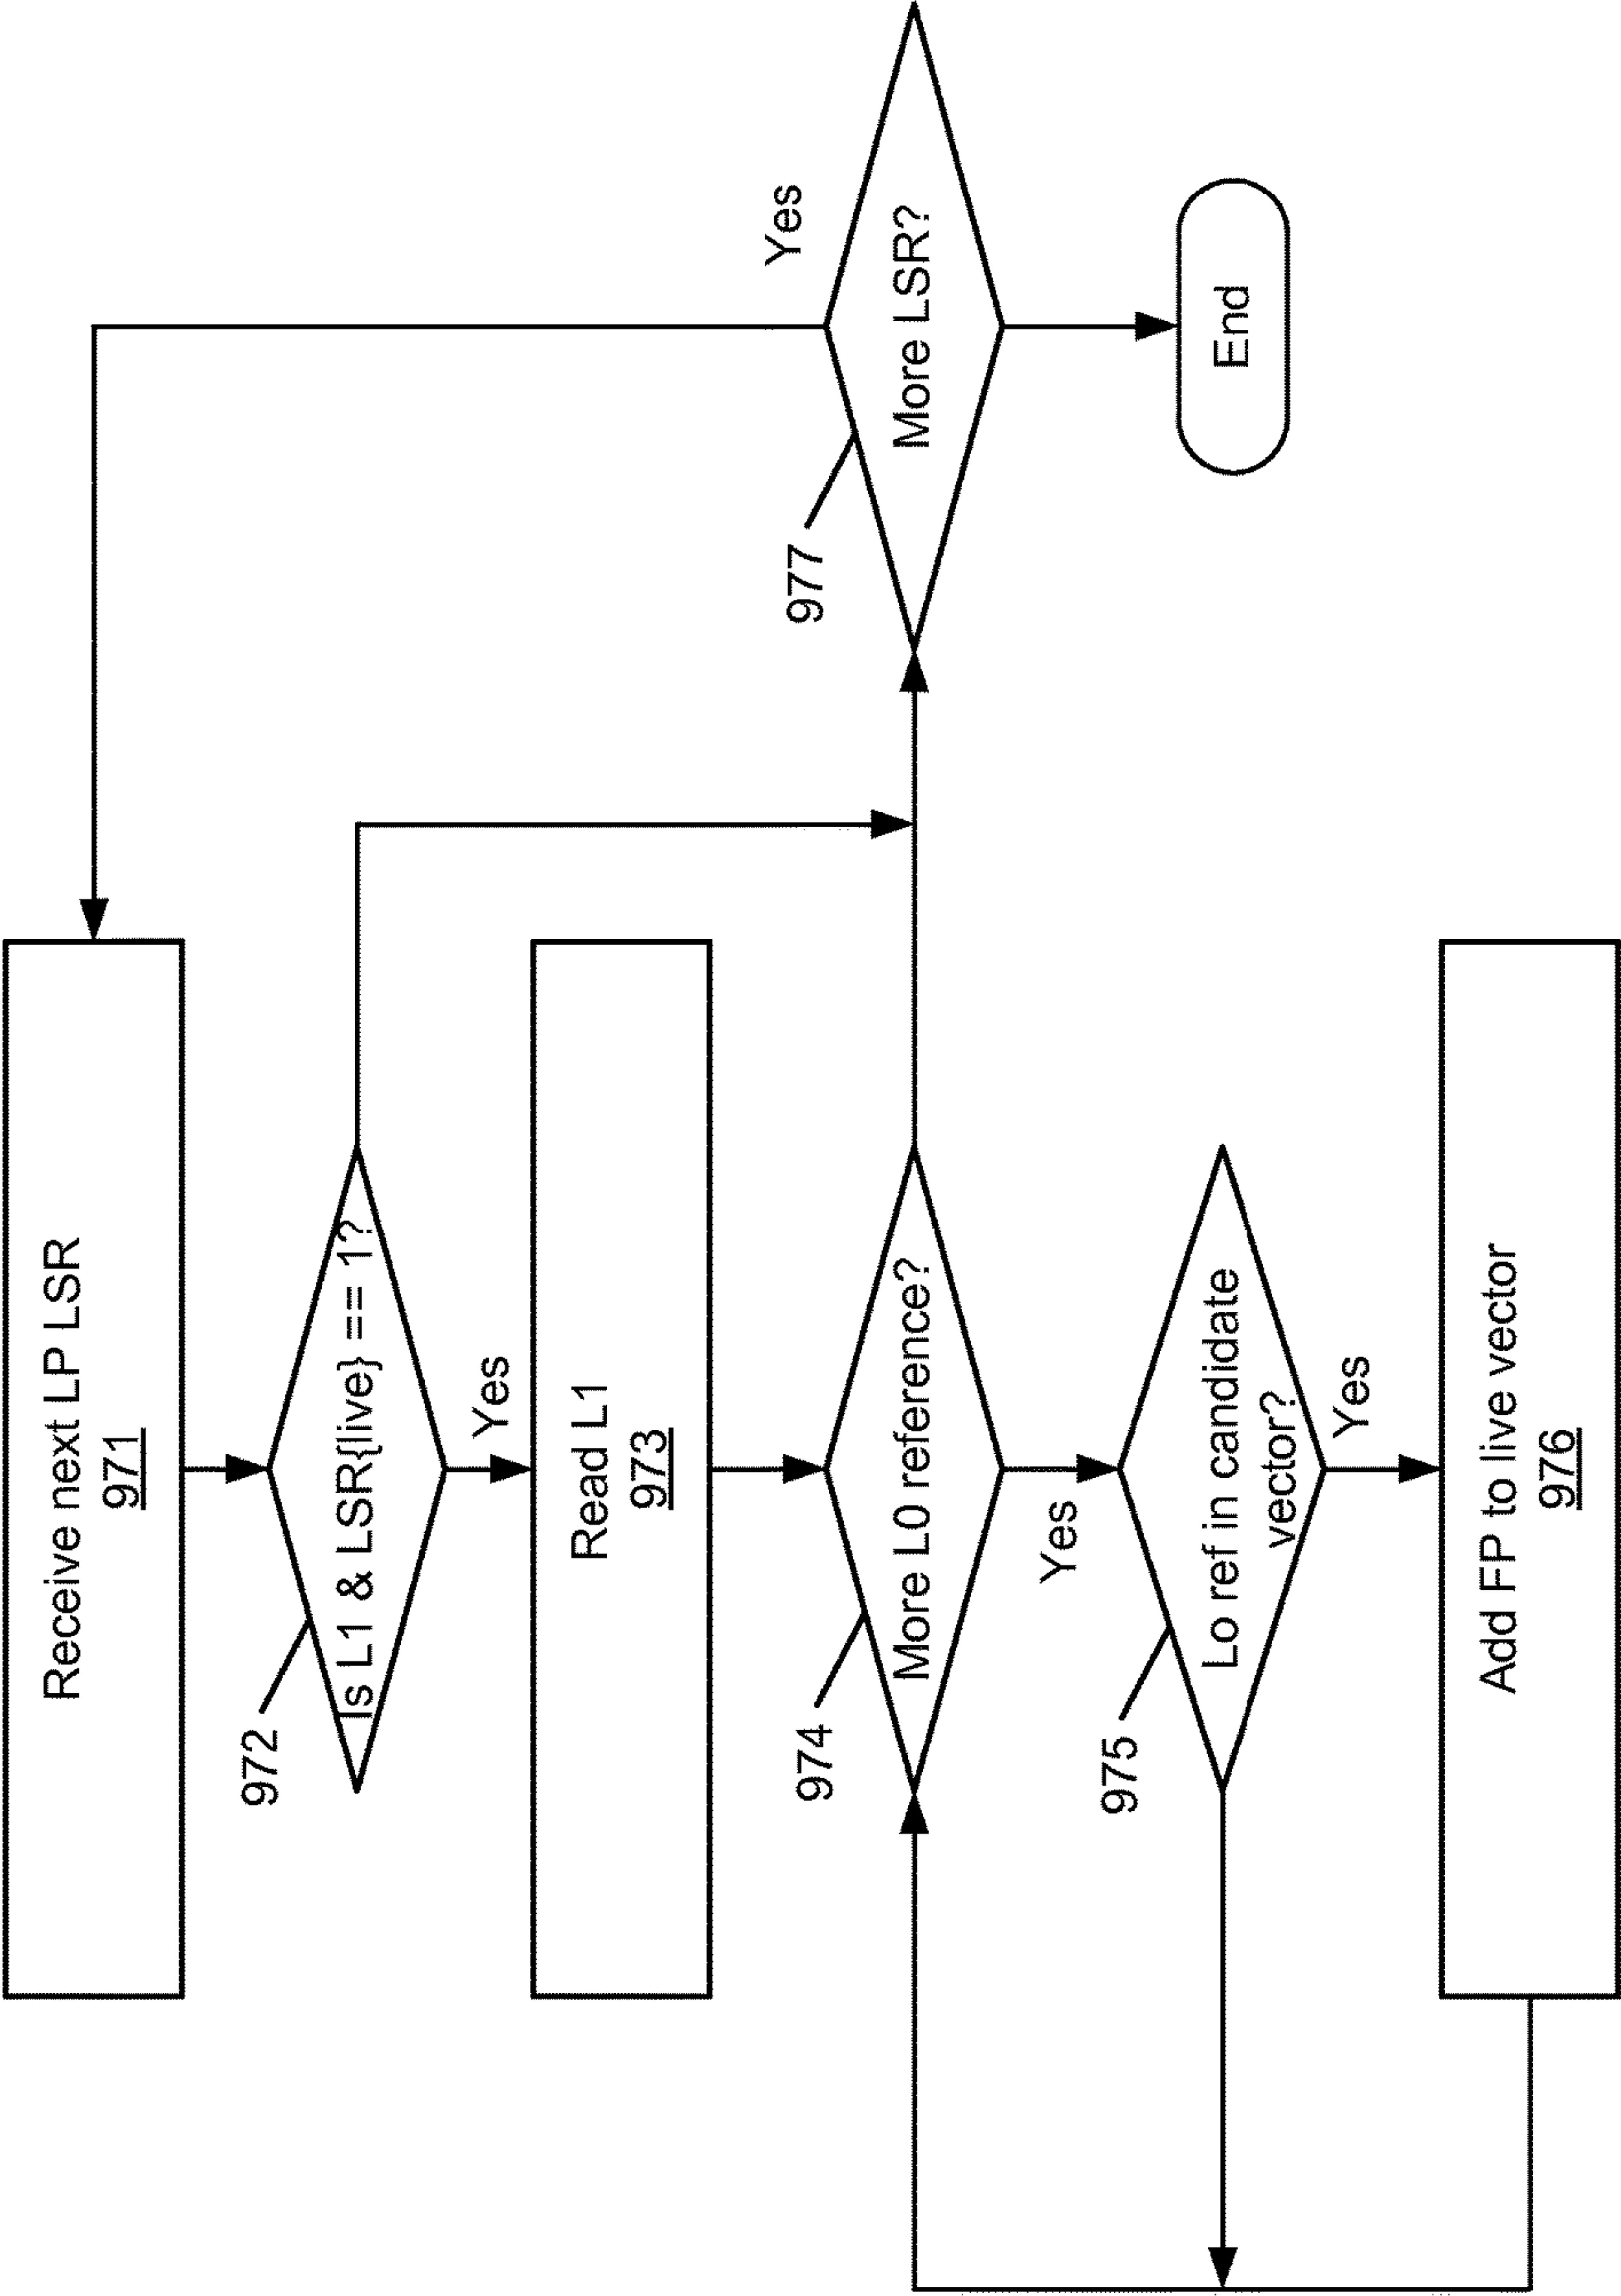 Receive next LP LSR
971
972
Is L1 & LSR{live} == 1?
Yes
Read L1
973
974
More L0 reference?
Yes
975
Lo ref in candidate
vector?
Yes
Add FP to live vector
976
977
More LSR?
Yes
End